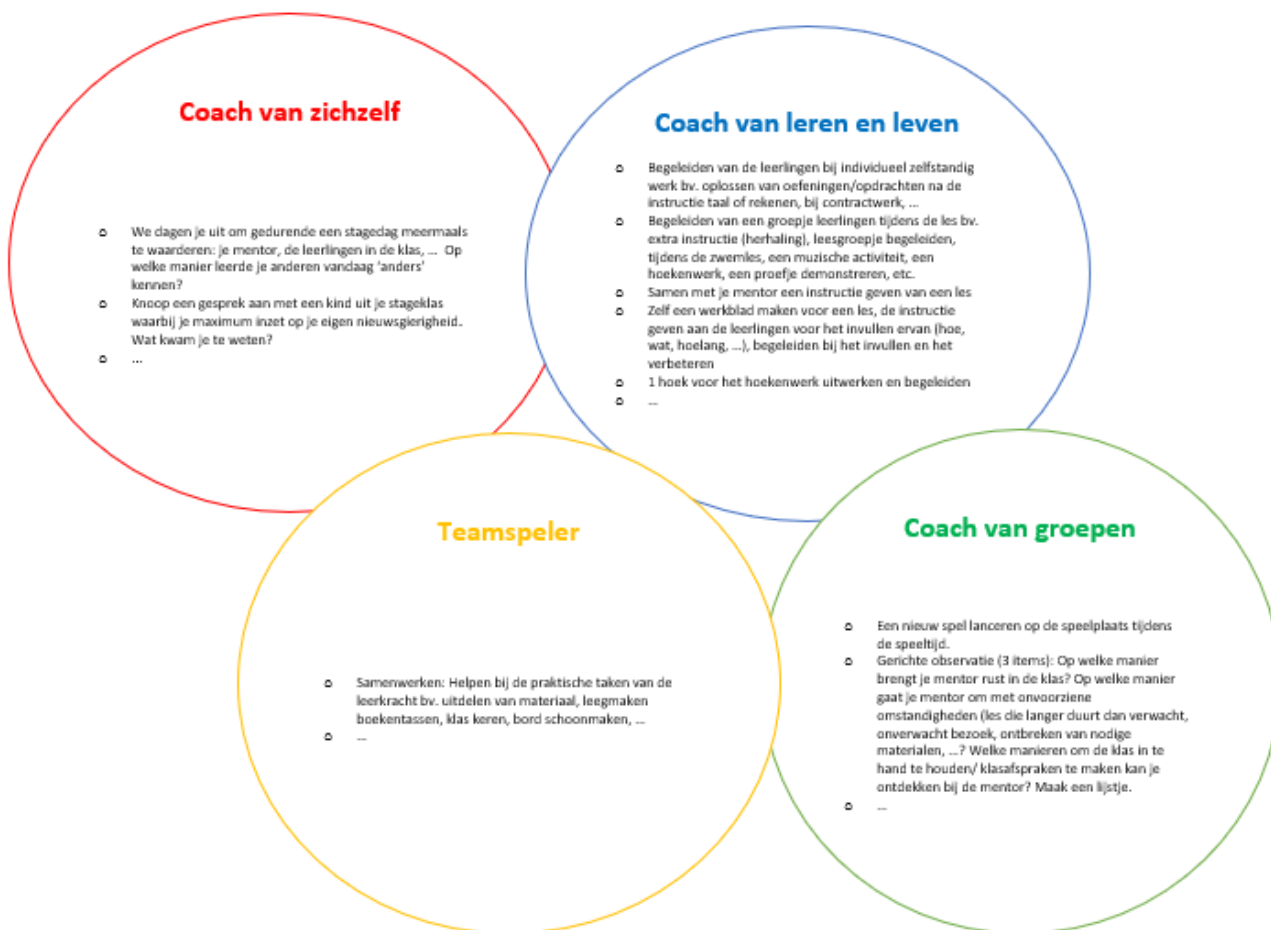 Coach van zichzelf
o We dagen je uit om gedurende een stagedag meermaals
te waarderen: je mentor, de leerlingen in de klas, ... Op
welke manier leerde je anderen vandaag 'anders'
kennen?
o Knoop een gesprek aan met een kind uit je stageklas
waarbij je maximum inzet op je eigen nieuwsgierigheid.
Wat kwam je te weten?
o ...
Coach van leren en leven
o Begeleiden van de leerlingen bij individueel zelfstandig
werk bv. oplossen van oefeningen/opdrachten na de
instructie taal of rekenen, bij contractwerk, ...
o Begeleiden van een groepje leerlingen tijdens de les bv.
extra instructie (herhaling), leesgroepje begeleiden,
tijdens de zwemles, een muzische activiteit, een
hoekenwerk, een proefje demonstreren, etc.
o Samen met je mentor een instructie geven van een les
o Zelf een werkblad maken voor een les, de instructie
geven aan de leerlingen voor het invullen ervan (hoe,
wat, hoelang, ...), begeleiden bij het invullen en het
verbeteren
o 1 hoek voor het hoekenwerk uitwerken en begeleiden
o ...
Teamspeler
o Samenwerken: Helpen bij de praktische taken van de
leerkracht bv. uitdelen van materiaal, leegmaken
boekentassen, klas keren, bord schoonmaken, ...
o ...
Coach van groepen
o Een nieuw spel lanceren op de speelplaats tijdens
de speeltijd.
o Gerichte observatie (3 items): Op welke manier
brengt je mentor rust in de klas? Op welke manier
gaat je mentor om met onvoorziene
omstandigheden (les die langer duurt dan verwacht,
onverwacht bezoek, ontbreken van nodige
materialen, ...? Welke manieren om de klas in te
hand te houden/ klasafspraken te maken kan je
ontdekken bij de mentor? Maak een lijstje.
o ...